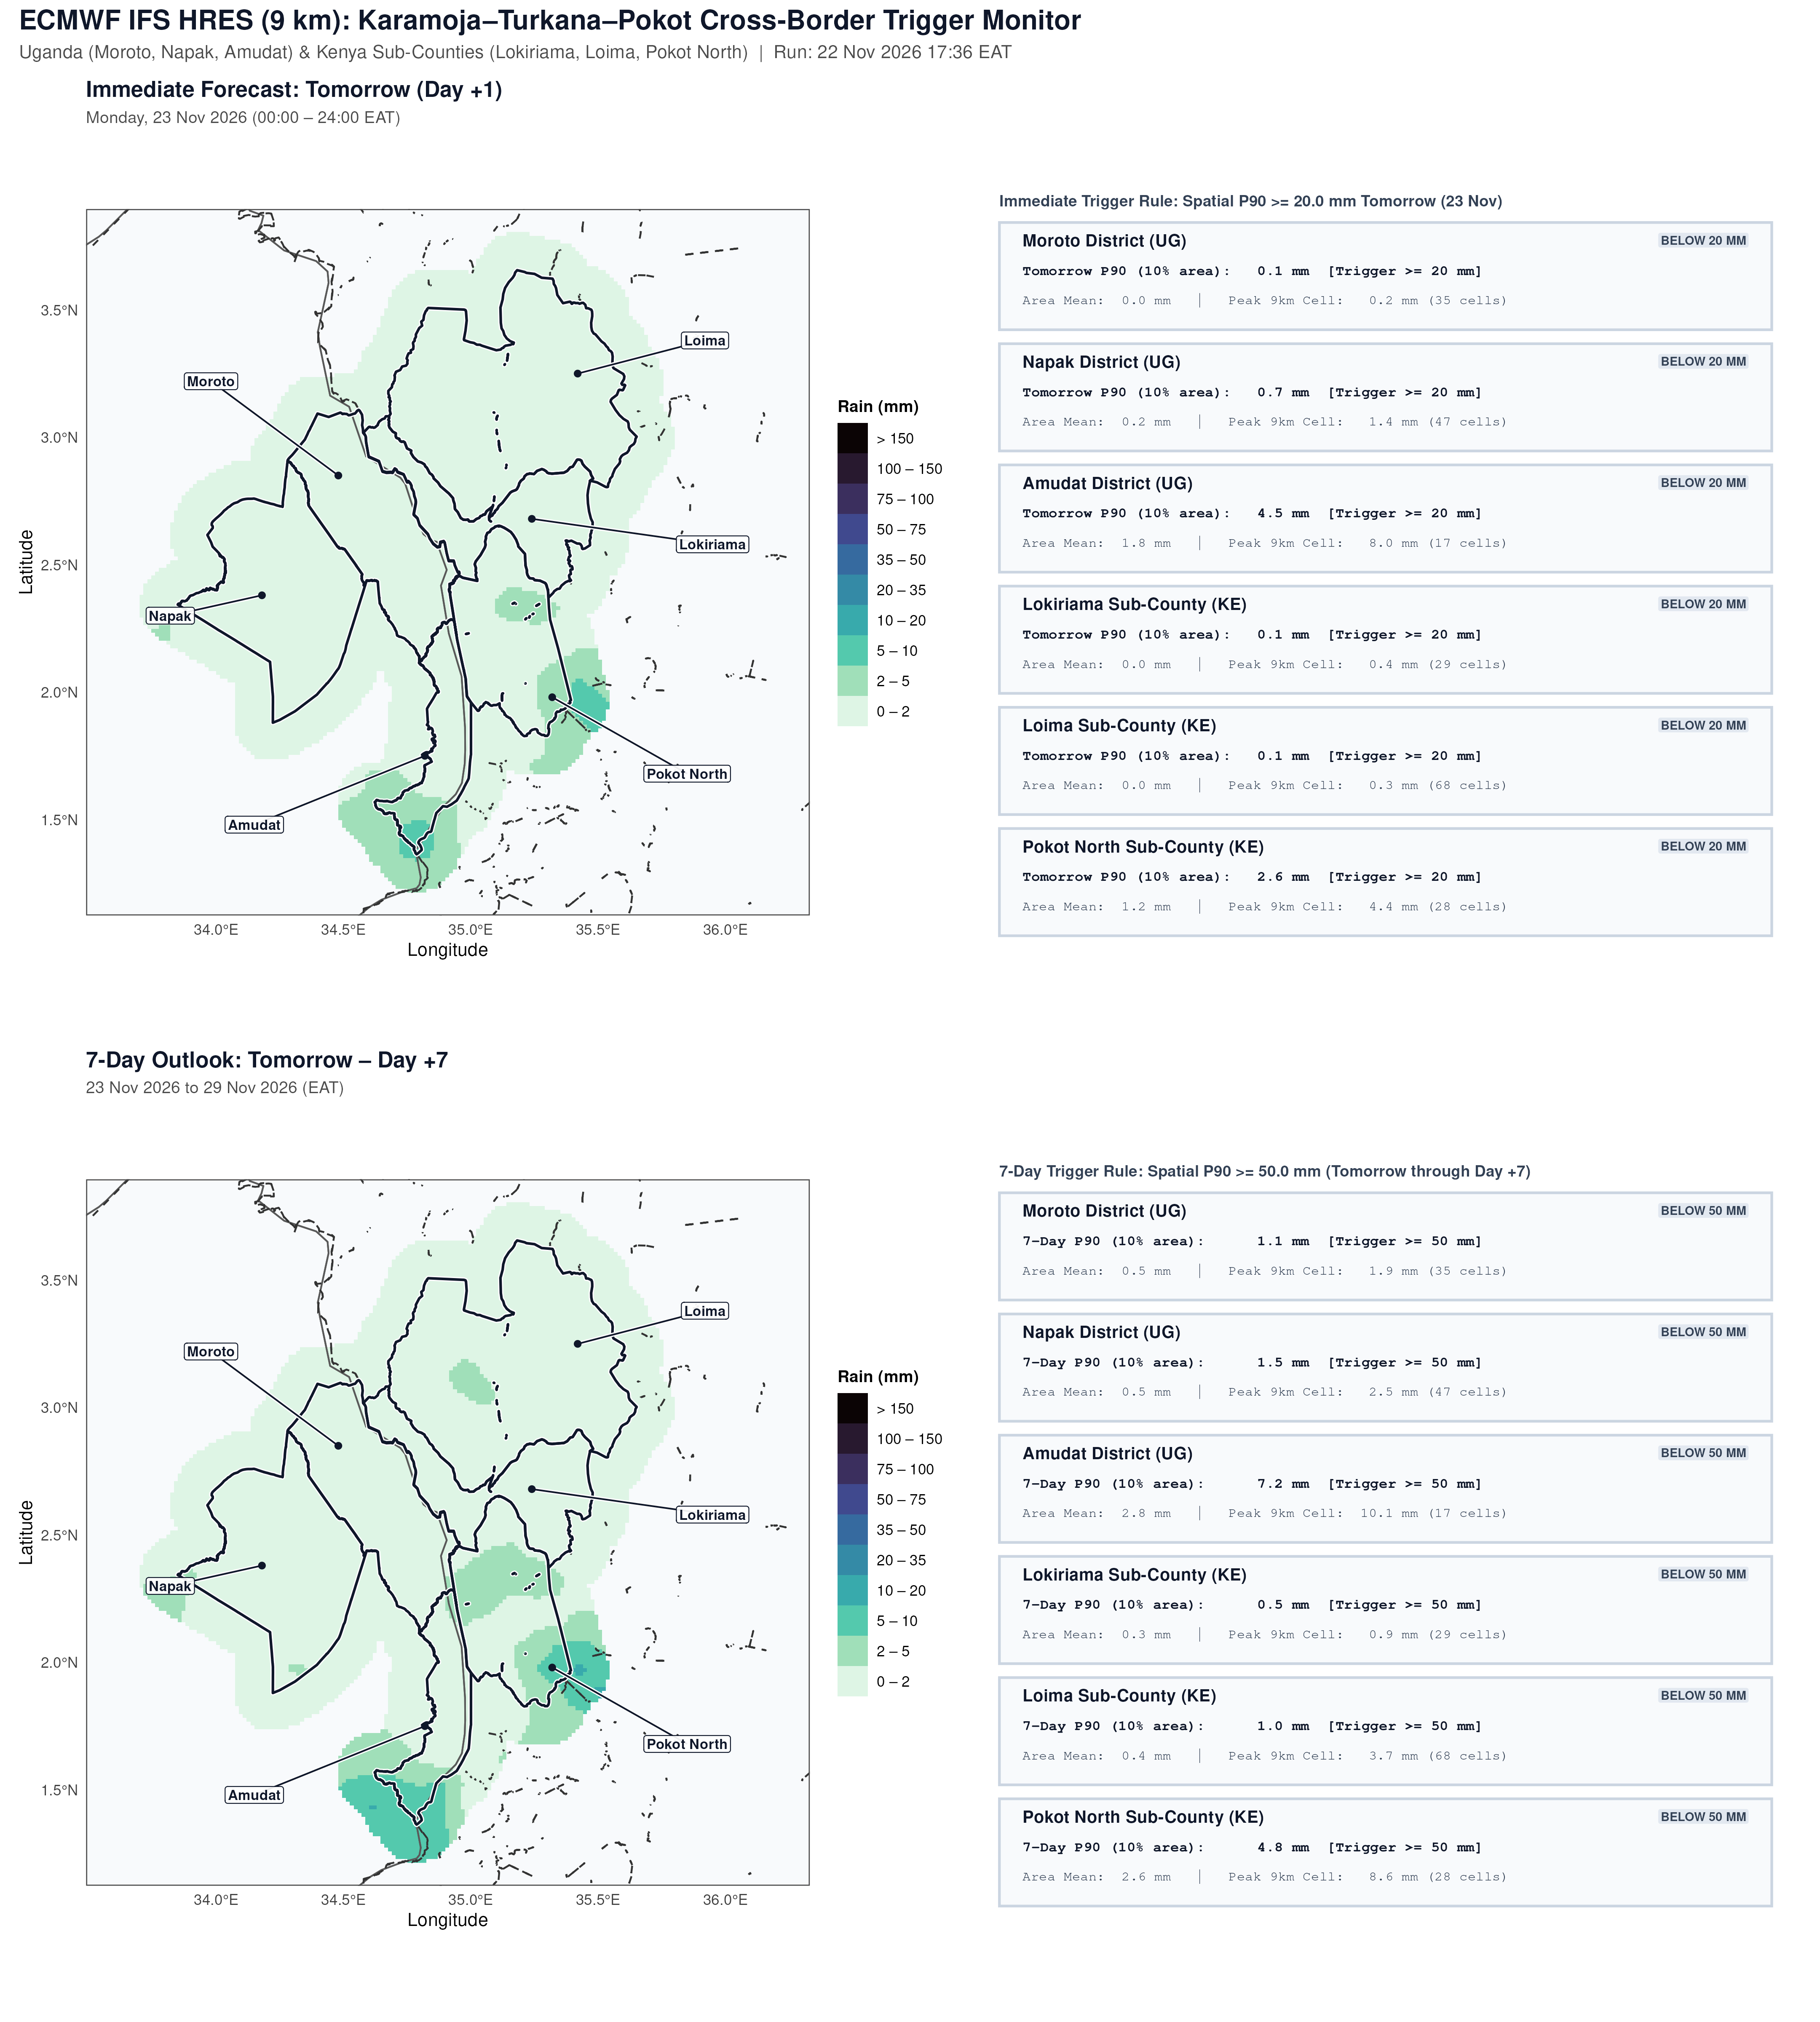 ECMWF IFS HRES (9 km): Karamoja–Turkana–Pokot Cross-Border Trigger Monitor
Uganda (Moroto, Napak, Amudat) & Kenya Sub-Counties (Lokiriama, Loima, Pokot North) | Run: 22 Nov 2026 17:36 EAT
Immediate Forecast: Tomorrow (Day +1)
Monday, 23 Nov 2026 (00:00 – 24:00 EAT)
Latitude
3.5°N
3.0°N
2.5°N
2.0°N
1.5°N
Loima
Moroto
Lokiriama
Napak
Pokot North
Amudat
34.0°E
34.5°E
35.0°E
35.5°E
36.0°E
Longitude
Rain (mm)
> 150
100 – 150
75 – 100
50 – 75
35 – 50
20 – 35
10 – 20
5 – 10
2 – 5
0 – 2
Immediate Trigger Rule: Spatial P90 >= 20.0 mm Tomorrow (23 Nov)
Moroto District (UG)
BELOW 20 MM
Tomorrow P90 (10% area): 0.1 mm [Trigger >= 20 mm]
Area Mean: 0.0 mm | Peak 9km Cell: 0.2 mm (35 cells)
Napak District (UG)
BELOW 20 MM
Tomorrow P90 (10% area): 0.7 mm [Trigger >= 20 mm]
Area Mean: 0.2 mm | Peak 9km Cell: 1.4 mm (47 cells)
Amudat District (UG)
BELOW 20 MM
Tomorrow P90 (10% area): 4.5 mm [Trigger >= 20 mm]
Area Mean: 1.8 mm | Peak 9km Cell: 8.0 mm (17 cells)
Lokiriama Sub-County (KE)
BELOW 20 MM
Tomorrow P90 (10% area): 0.1 mm [Trigger >= 20 mm]
Area Mean: 0.0 mm | Peak 9km Cell: 0.4 mm (29 cells)
Loima Sub-County (KE)
BELOW 20 MM
Tomorrow P90 (10% area): 0.1 mm [Trigger >= 20 mm]
Area Mean: 0.0 mm | Peak 9km Cell: 0.3 mm (68 cells)
Pokot North Sub-County (KE)
BELOW 20 MM
Tomorrow P90 (10% area): 2.6 mm [Trigger >= 20 mm]
Area Mean: 1.2 mm | Peak 9km Cell: 4.4 mm (28 cells)
7-Day Outlook: Tomorrow – Day +7
23 Nov 2026 to 29 Nov 2026 (EAT)
Latitude
3.5°N
3.0°N
2.5°N
2.0°N
1.5°N
Loima
Moroto
Lokiriama
Napak
Pokot North
Amudat
34.0°E
34.5°E
35.0°E
35.5°E
36.0°E
Longitude
Rain (mm)
> 150
100 – 150
75 – 100
50 – 75
35 – 50
20 – 35
10 – 20
5 – 10
2 – 5
0 – 2
7-Day Trigger Rule: Spatial P90 >= 50.0 mm (Tomorrow through Day +7)
Moroto District (UG)
BELOW 50 MM
7-Day P90 (10% area): 1.1 mm [Trigger >= 50 mm]
Area Mean: 0.5 mm | Peak 9km Cell: 1.9 mm (35 cells)
Napak District (UG)
BELOW 50 MM
7-Day P90 (10% area): 1.5 mm [Trigger >= 50 mm]
Area Mean: 0.5 mm | Peak 9km Cell: 2.5 mm (47 cells)
Amudat District (UG)
BELOW 50 MM
7-Day P90 (10% area): 7.2 mm [Trigger >= 50 mm]
Area Mean: 2.8 mm | Peak 9km Cell: 10.1 mm (17 cells)
Lokiriama Sub-County (KE)
BELOW 50 MM
7-Day P90 (10% area): 0.5 mm [Trigger >= 50 mm]
Area Mean: 0.3 mm | Peak 9km Cell: 0.9 mm (29 cells)
Loima Sub-County (KE)
BELOW 50 MM
7-Day P90 (10% area): 1.0 mm [Trigger >= 50 mm]
Area Mean: 0.4 mm | Peak 9km Cell: 3.7 mm (68 cells)
Pokot North Sub-County (KE)
BELOW 50 MM
7-Day P90 (10% area): 4.8 mm [Trigger >= 50 mm]
Area Mean: 2.6 mm | Peak 9km Cell: 8.6 mm (28 cells)